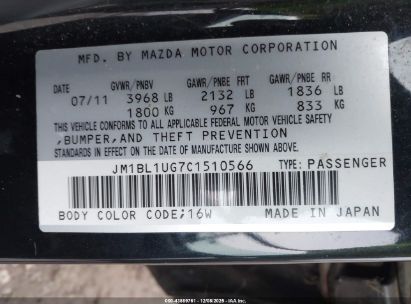 MFD. BY MAZDA MOTOR CORPORATION
GVWR/PNBV GAWR/PNBE FRT GAWR/PNBE RR
07/11 3968 LB 2132 LB 1836 LB
1800 KG 967 KG 833 KG
THIS VEHICLE CONFORMS TO ALL
APPLICABLE FEDERAL MOTOR VEHICLE SAFETY
,BUMPER,AND THEFT PREVENTION
STANDARDS IN EFFECT ON THE DATE OF
MANUFACTURE SHOWN ABOVE.
JM1BL1UG7C1510566 TYPE: PASSENGER
BODY COLOR CODE;16W MADE IN JAPAN